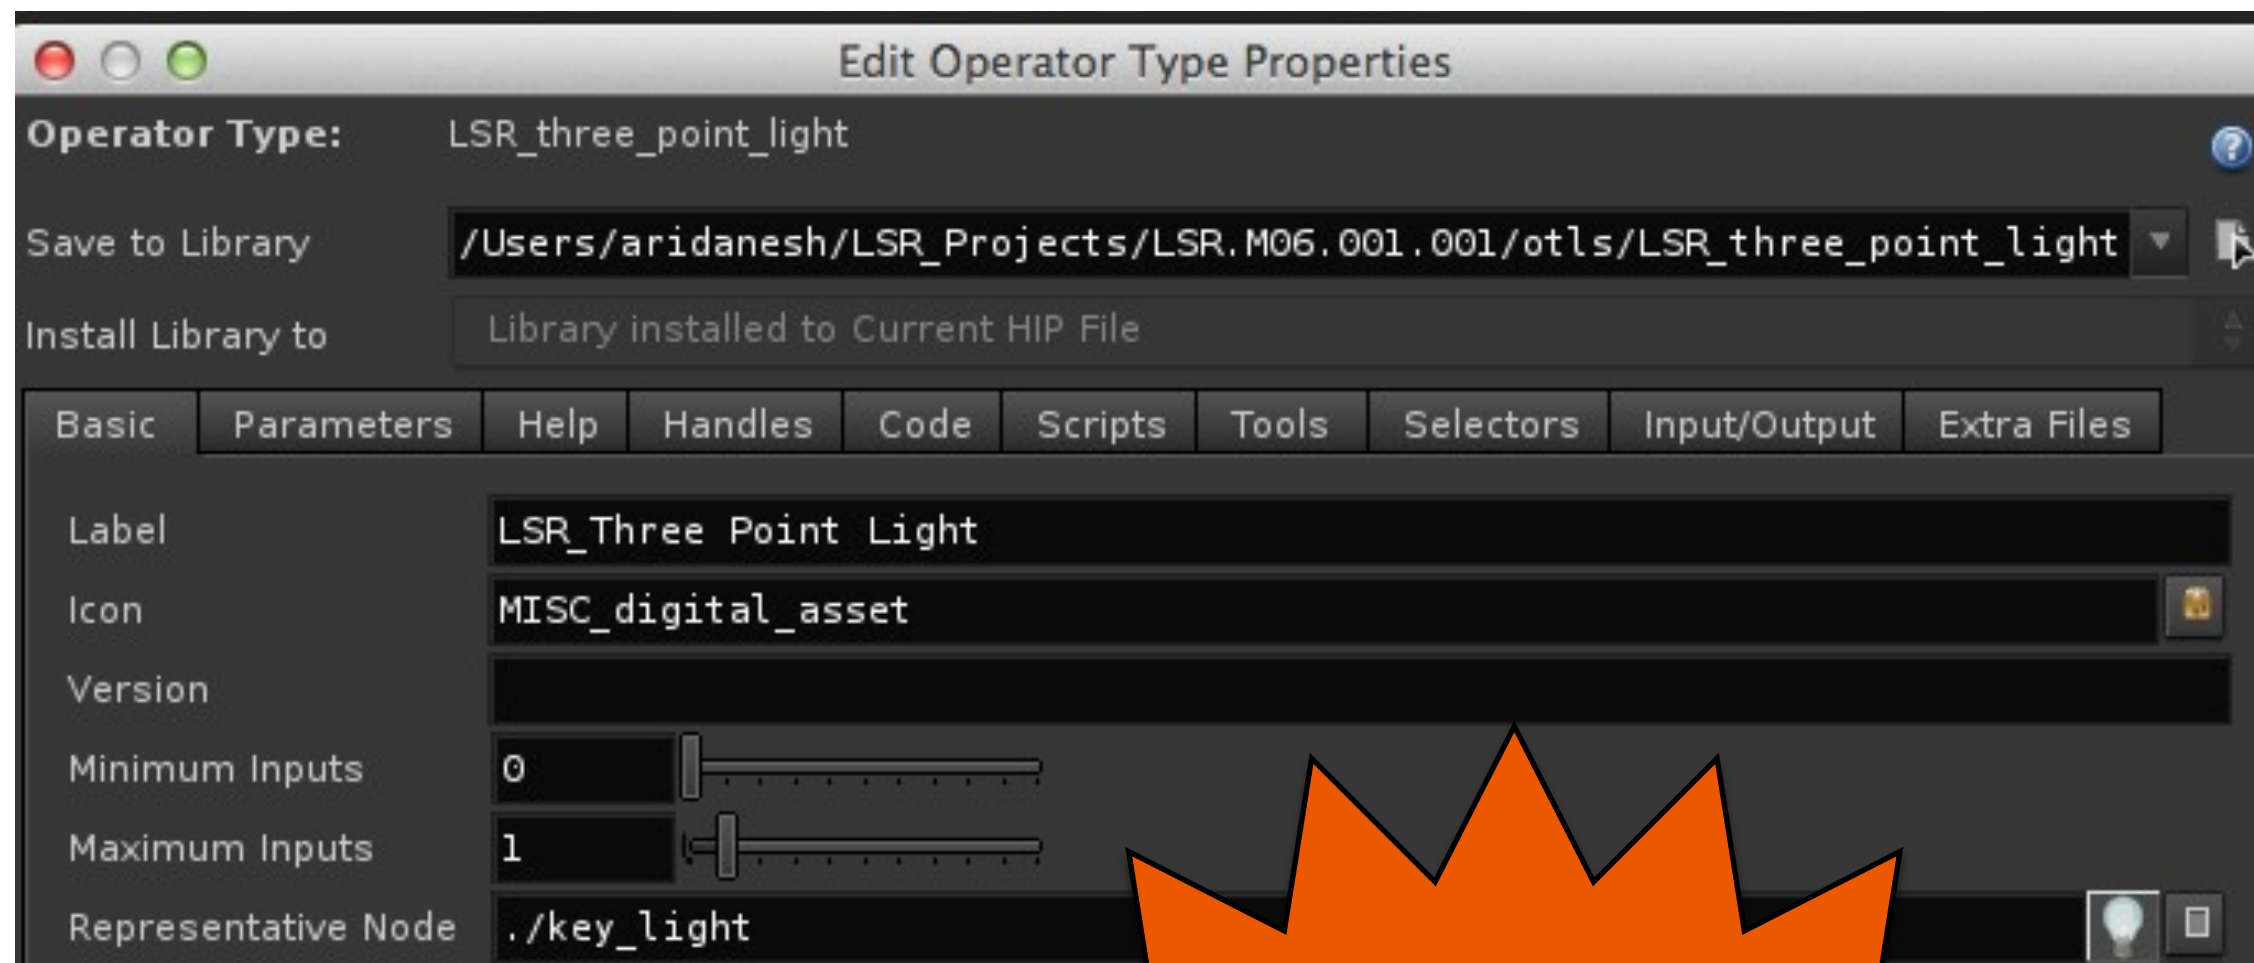 Edit Operator Type Properties
Operator Type: LSR_three_point_light
Save to Library /Users/aridanesh/LSR_Projects/LSR.M06.001.001/otls/LSR_three_point_light
Install Library to Library installed to Current HIP File
Basic Parameters Help Handles Code Scripts Tools Selectors Input/Output Extra Files
Label LSR_Three Point Light
Icon MISC_digital_asset
Version
Minimum Inputs 0
Maximum Inputs 1
Representative Node ./key_light